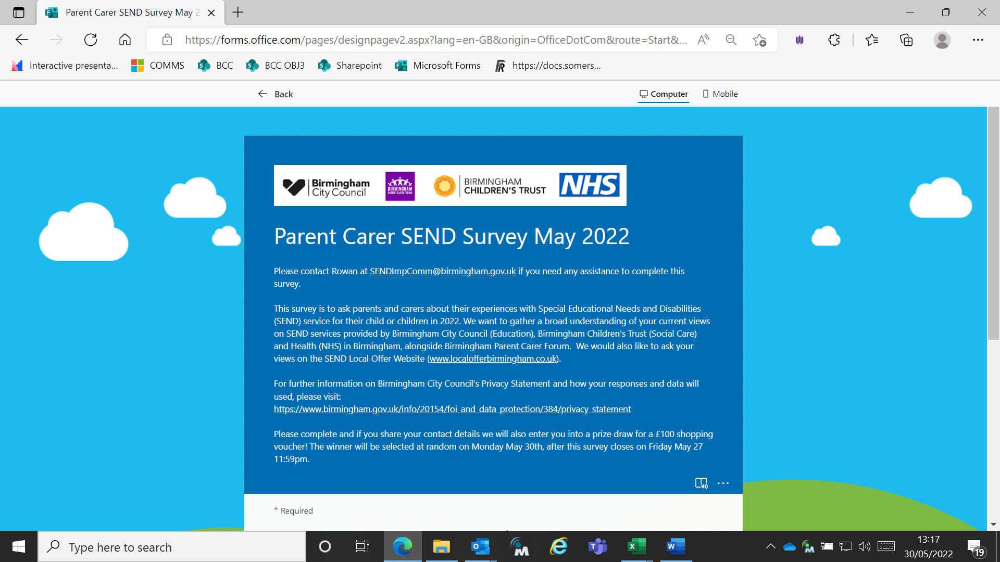 Parent Carer SEND Survey May 2
https://forms.office.com/pages/designpagev2.aspx?lang=en-GB&origin=OfficeDotCom&route=Start&...
Interactive presenta...
COMMS
BCC
BCC OBJ3
Sharepoint
Microsoft Forms
https://docs.somers...
Back
Computer
Mobile
Birmingham
City Council
BIRMINGHAM
PARENT CARER FORUM
BIRMINGHAM
CHILDREN'S TRUST
NHS
Parent Carer SEND Survey May 2022
Please contact Rowan at SENDImpComm@birmingham.gov.uk if you need any assistance to complete this
survey.
This survey is to ask parents and carers about their experiences with Special Educational Needs and Disabilities
(SEND) service for their child or children in 2022. We want to gather a broad understanding of your current views
on SEND services provided by Birmingham City Council (Education), Birmingham Children's Trust (Social Care)
and Health (NHS) in Birmingham, alongside Birmingham Parent Carer Forum.  We would also like to ask your
views on the SEND Local Offer Website (www.localofferbirmingham.co.uk).
For further information on Birmingham City Council's Privacy Statement and how your responses and data will
used, please visit:
https://www.birmingham.gov.uk/info/20154/foi_and_data_protection/384/privacy_statement
Please complete and if you share your contact details we will also enter you into a prize draw for a £100 shopping
voucher! The winner will be selected at random on Monday May 30th, after this survey closes on Friday May 27
11:59pm.
* Required
Type here to search
13:17
30/05/2022
19